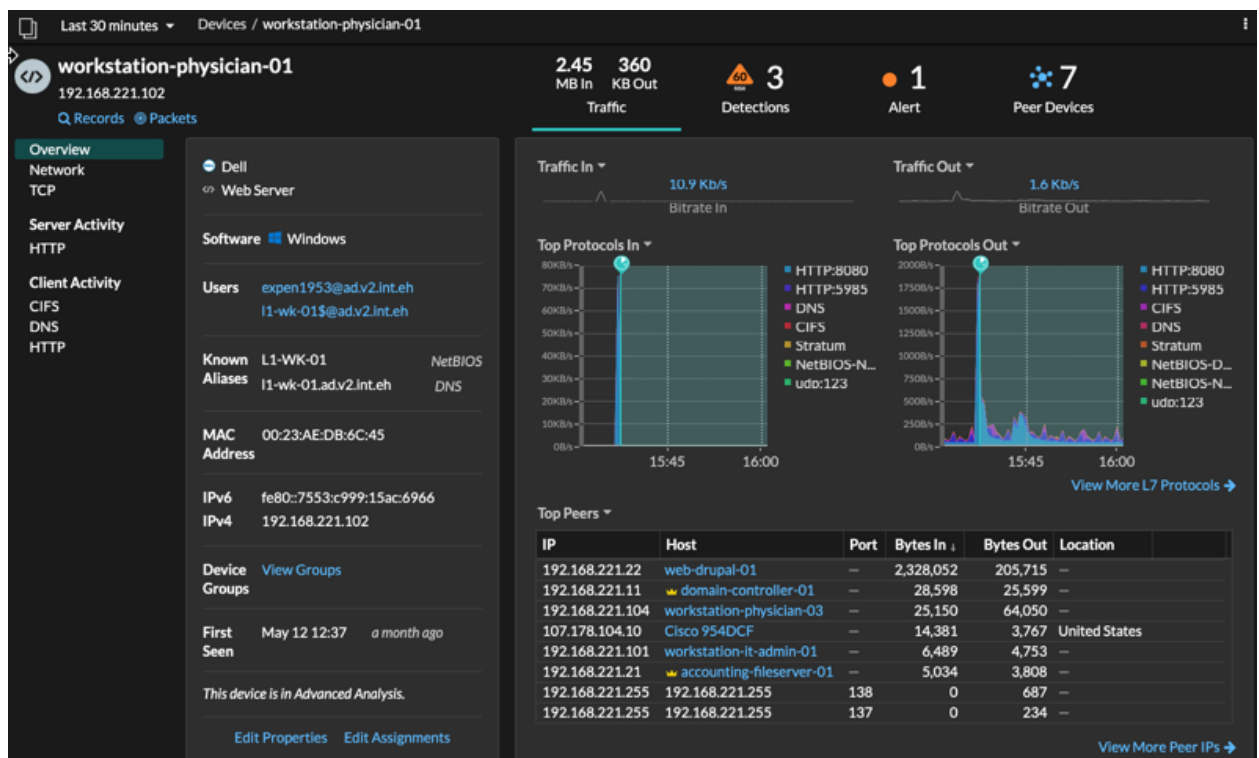 Last 30 minutes Devices / workstation-physician-01
workstation-physician-01
192.168.221.102
Records Packets
2.45 360
MB In KB Out
Traffic
60
RISK
3
Detections
1
Alert
7
Peer Devices
Overview
Network
TCP
Server Activity
HTTP
Client Activity
CIFS
DNS
HTTP
Dell
Web Server
Software Windows
Users expen1953@ad.v2.int.eh
l1-wk-01$@ad.v2.int.eh
Known Aliases
L1-WK-01 NetBIOS
l1-wk-01.ad.v2.int.eh DNS
MAC Address
00:23:AE:DB:6C:45
IPv6 fe80::7553:c999:15ac:6966
IPv4 192.168.221.102
Device Groups
View Groups
First Seen
May 12 12:37 a month ago
This device is in Advanced Analysis.
Edit Properties Edit Assignments
Traffic In
10.9 Kb/s
Bitrate In
Traffic Out
1.6 Kb/s
Bitrate Out
Top Protocols In
80KB/s
70KB/s
60KB/s
50KB/s
40KB/s
30KB/s
20KB/s
10KB/s
0B/s
15:45 16:00
HTTP:8080
HTTP:5985
DNS
CIFS
Stratum
NetBIOS-N...
udp:123
Top Protocols Out
2000B/s
1750B/s
1500B/s
1250B/s
1000B/s
750B/s
500B/s
250B/s
0B/s
15:45 16:00
HTTP:8080
HTTP:5985
CIFS
DNS
Stratum
NetBIOS-D...
NetBIOS-N...
udp:123
View More L7 Protocols
Top Peers
IP Host Port Bytes In ↓ Bytes Out Location
192.168.221.22 web-drupal-01 — 2,328,052 205,715 —
192.168.221.11 domain-controller-01 — 28,598 25,599 —
192.168.221.104 workstation-physician-03 — 25,150 64,050 —
107.178.104.10 Cisco 954DCF — 14,381 3,767 United States
192.168.221.101 workstation-it-admin-01 — 6,489 4,753 —
192.168.221.21 accounting-fileserver-01 — 5,034 3,808 —
192.168.221.255 192.168.221.255 138 0 687 —
192.168.221.255 192.168.221.255 137 0 234 —
View More Peer IPs